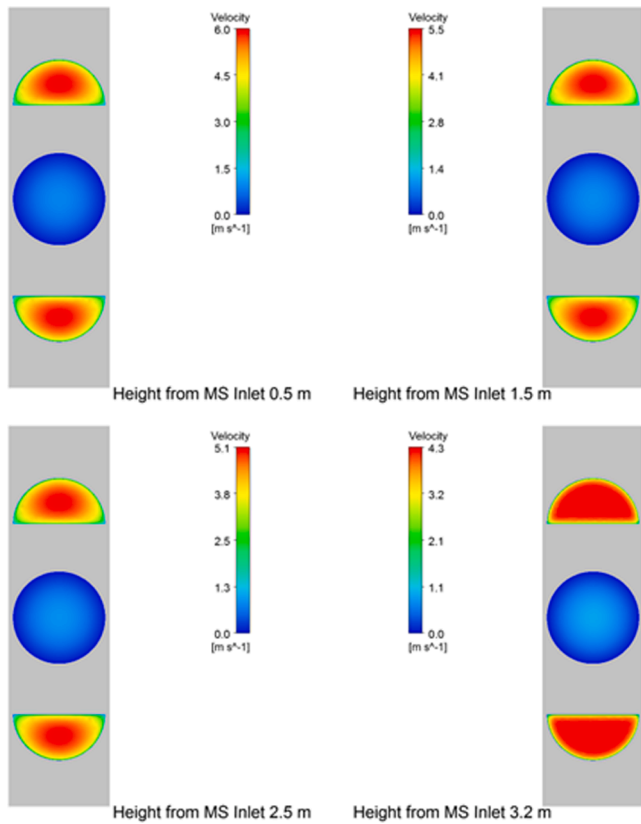 Velocity
6.0
4.5
3.0
1.5
0.0
[m s^-1]
Velocity
5.5
4.1
2.8
1.4
0.0
[m s^-1]
Height from MS Inlet 0.5 m
Height from MS Inlet 1.5 m
Velocity
5.1
3.8
2.5
1.3
0.0
[m s^-1]
Velocity
4.3
3.2
2.1
1.1
0.0
[m s^-1]
Height from MS Inlet 2.5 m
Height from MS Inlet 3.2 m